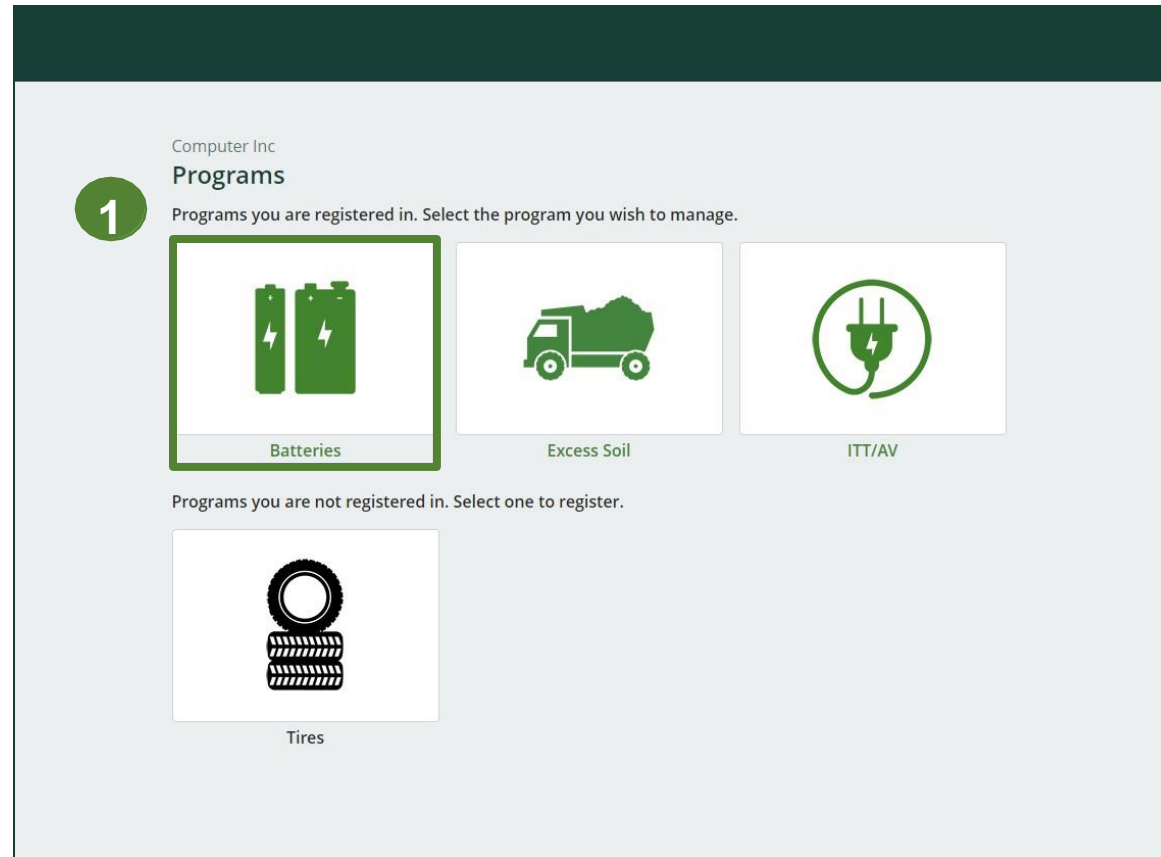 Computer Inc
Programs
1
Programs you are registered in. Select the program you wish to manage.
Batteries
Excess Soil
ITT/AV
Programs you are not registered in. Select one to register.
Tires